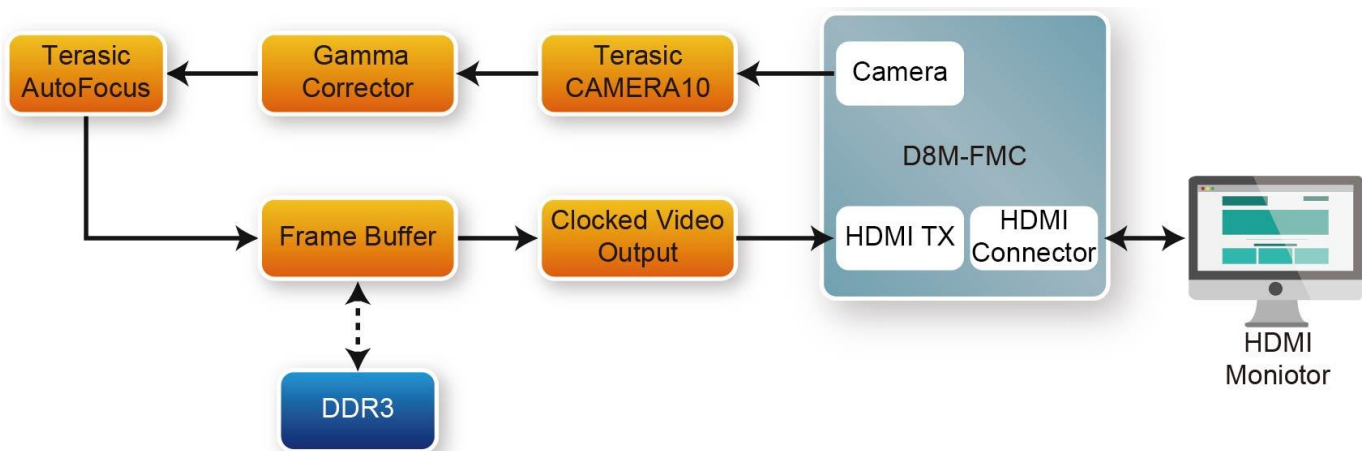 Terasic
AutoFocus
Gamma
Corrector
Terasic
CAMERA10
Camera
D8M-FMC
Frame Buffer
Clocked Video
Output
HDMI TX
HDMI
Connector
HDMI
Moniotor
DDR3